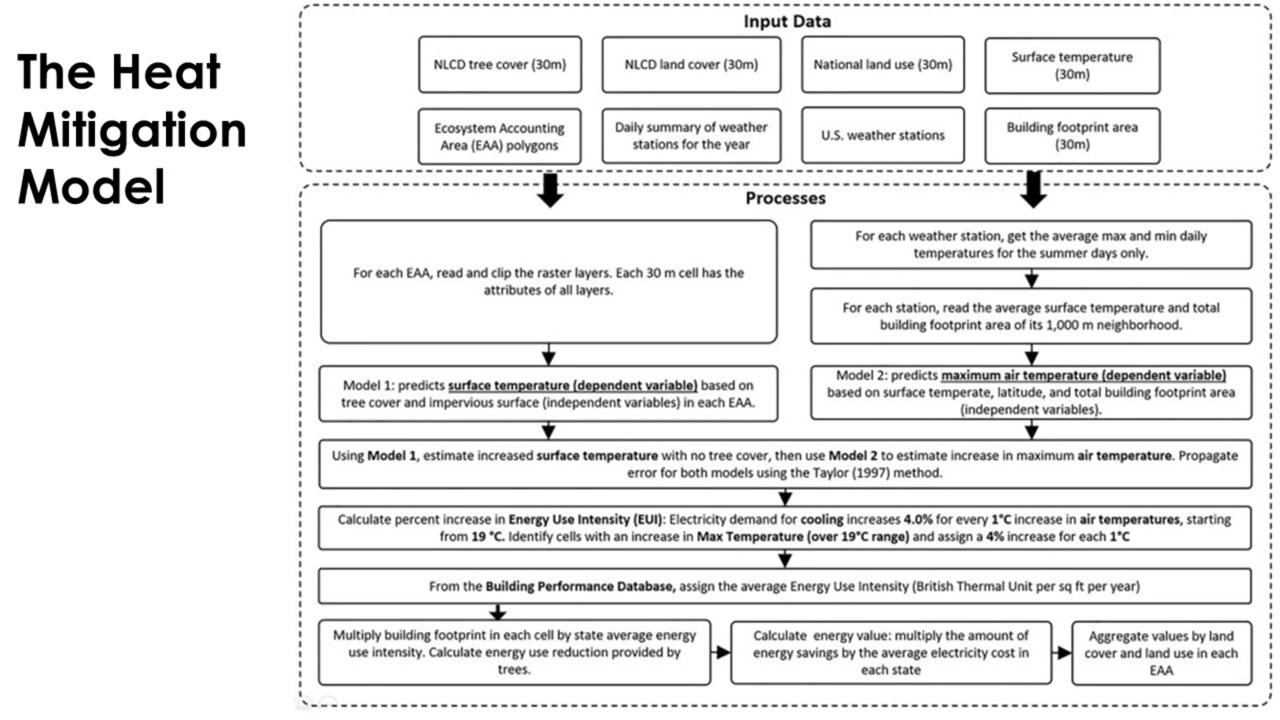 The Heat
Mitigation
Model
Input Data
NLCD tree cover (30m)
NLCD land cover (30m)
National land use (30m)
Surface temperature
(30m)
Ecosystem Accounting
Area (EAA) polygons
Daily summary of weather
stations for the year
U.S. weather stations
Building footprint area
(30m)
Processes
For each EAA, read and clip the raster layers. Each 30 m cell has the
attributes of all layers.
For each weather station, get the average max and min daily
temperatures for the summer days only.
For each station, read the average surface temperature and total
building footprint area of its 1,000 m neighborhood.
Model 1: predicts surface temperature (dependent variable) based on
tree cover and impervious surface (independent variables) in each EAA.
Model 2: predicts maximum air temperature (dependent variable)
based on surface temperate, latitude, and total building footprint area
(independent variables).
Using Model 1, estimate increased surface temperature with no tree cover, then use Model 2 to estimate increase in maximum air temperature. Propagate
error for both models using the Taylor (1997) method.
Calculate percent increase in Energy Use Intensity (EUI): Electricity demand for cooling increases 4.0% for every 1°C increase in air temperatures, starting
from 19 °C. Identify cells with an increase in Max Temperature (over 19°C range) and assign a 4% increase for each 1°C
From the Building Performance Database, assign the average Energy Use Intensity (British Thermal Unit per sq ft per year)
Multiply building footprint in each cell by state average energy
use intensity. Calculate energy use reduction provided by
trees.
Calculate energy value: multiply the amount of
energy savings by the average electricity cost in
each state
Aggregate values by land
cover and land use in each
EAA